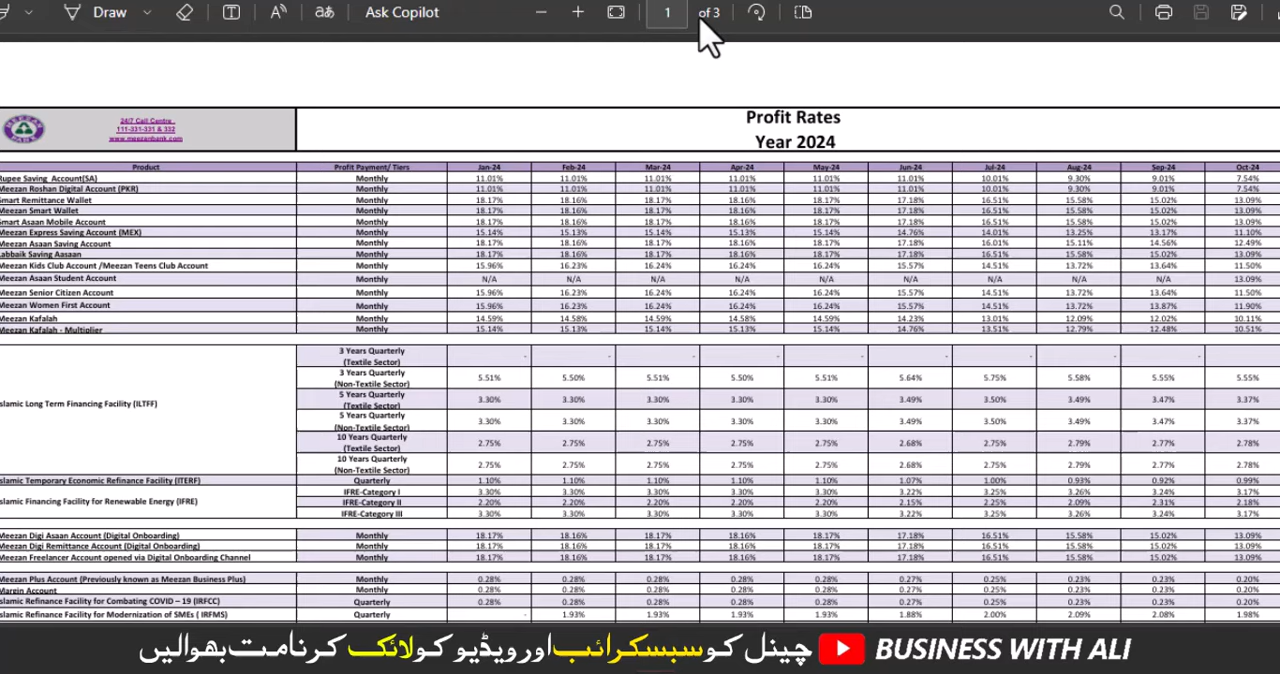 Draw Ask Copilot 1 of 3
24/7 Call Centre
111-331-331 & 332
www.meezanbank.com
Profit Rates
Year 2024
Product Profit Payment/ Tiers Jan-24 Feb-24 Mar-24 Apr-24 May-24 Jun-24 Jul-24 Aug-24 Sep-24 Oct-24
Rupee Saving Account(SA) Monthly 11.01% 11.01% 11.01% 11.01% 11.01% 11.01% 10.01% 9.30% 9.01% 7.54%
Meezan Roshan Digital Account (PKR) Monthly 11.01% 11.01% 11.01% 11.01% 11.01% 11.01% 10.01% 9.30% 9.01% 7.54%
Smart Remittance Wallet Monthly 18.17% 18.16% 18.17% 18.16% 18.17% 17.18% 16.51% 15.58% 15.02% 13.09%
Meezan Smart Wallet Monthly 18.17% 18.16% 18.17% 18.16% 18.17% 17.18% 16.51% 15.58% 15.02% 13.09%
Smart Asaan Mobile Account Monthly 18.17% 18.16% 18.17% 18.16% 18.17% 17.18% 16.51% 15.58% 15.02% 13.09%
Meezan Express Saving Account (MEX) Monthly 15.14% 15.13% 15.14% 15.13% 15.14% 14.76% 14.01% 13.25% 13.17% 11.10%
Meezan Asaan Saving Account Monthly 18.17% 18.16% 18.17% 18.16% 18.17% 17.18% 16.01% 15.11% 14.56% 12.49%
Labbaik Saving Aasaan Monthly 18.17% 18.16% 18.17% 18.16% 18.17% 17.18% 16.51% 15.58% 15.02% 13.09%
Meezan Kids Club Account /Meezan Teens Club Account Monthly 15.96% 16.23% 16.24% 16.24% 16.24% 15.57% 14.51% 13.72% 13.64% 11.50%
Meezan Asaan Student Account Monthly N/A N/A N/A N/A N/A N/A N/A N/A N/A 13.09%
Meezan Senior Citizen Account Monthly 15.96% 16.23% 16.24% 16.24% 16.24% 15.57% 14.51% 13.72% 13.64% 11.50%
Meezan Women First Account Monthly 15.96% 16.23% 16.24% 16.24% 16.24% 15.57% 14.51% 13.72% 13.87% 11.90%
Meezan Kafalah Monthly 14.59% 14.58% 14.59% 14.58% 14.59% 14.23% 13.01% 12.09% 12.02% 10.11%
Meezan Kafalah - Multiplier Monthly 15.14% 15.13% 15.14% 15.13% 15.14% 14.76% 13.51% 12.79% 12.48% 10.51%
3 Years Quarterly
(Textile Sector) - - - - - - - - -
3 Years Quarterly
(Non-Textile Sector) 5.51% 5.50% 5.51% 5.50% 5.51% 5.64% 5.75% 5.58% 5.55% 5.55%
Islamic Long Term Financing Facility (ILTFF)
5 Years Quarterly
(Textile Sector) 3.30% 3.30% 3.30% 3.30% 3.30% 3.49% 3.50% 3.49% 3.47% 3.37%
5 Years Quarterly
(Non-Textile Sector) 3.30% 3.30% 3.30% 3.30% 3.30% 3.49% 3.50% 3.49% 3.47% 3.37%
10 Years Quarterly
(Textile Sector) 2.75% 2.75% 2.75% 2.75% 2.75% 2.68% 2.75% 2.79% 2.77% 2.78%
10 Years Quarterly
(Non-Textile Sector) 2.75% 2.75% 2.75% 2.75% 2.75% 2.68% 2.75% 2.79% 2.77% 2.78%
Islamic Temporary Economic Refinance Facility (ITERF) Quarterly 1.10% 1.10% 1.10% 1.10% 1.10% 1.07% 1.00% 0.93% 0.92% 0.99%
IFRE-Category I 3.30% 3.30% 3.30% 3.30% 3.30% 3.22% 3.25% 3.26% 3.24% 3.17%
Islamic Financing Facility for Renewable Energy (IFRE) IFRE-Category II 2.20% 2.20% 2.20% 2.20% 2.20% 2.15% 2.25% 2.09% 2.31% 2.18%
IFRE-Category III 3.30% 3.30% 3.30% 3.30% 3.30% 3.22% 3.25% 3.26% 3.24% 3.17%
Meezan Digi Asaan Account (Digital Onboarding) Monthly 18.17% 18.16% 18.17% 18.16% 18.17% 17.18% 16.51% 15.58% 15.02% 13.09%
Meezan Digi Remittance Account (Digital Onboarding) Monthly 18.17% 18.16% 18.17% 18.16% 18.17% 17.18% 16.51% 15.58% 15.02% 13.09%
Meezan Freelancer Account opened via Digital Onboarding Channel Monthly 18.17% 18.16% 18.17% 18.16% 18.17% 17.18% 16.51% 15.58% 15.02% 13.09%
Meezan Plus Account (Previously known as Meezan Business Plus) Monthly 0.28% 0.28% 0.28% 0.28% 0.28% 0.27% 0.25% 0.23% 0.23% 0.20%
Margin Account Monthly 0.28% 0.28% 0.28% 0.28% 0.28% 0.27% 0.25% 0.23% 0.23% 0.20%
Islamic Refinance Facility for Combating COVID – 19 (IRFCC) Quarterly 0.28% 0.28% 0.28% 0.28% 0.28% 0.27% 0.25% 0.23% 0.23% 0.20%
Islamic Refinance Facility for Modernization of SMEs ( IRFMS) Quarterly - 1.93% 1.93% 1.93% 1.93% 1.88% 2.00% 2.09% 2.08% 1.98%
چینل کو سبسکرائب اور ویڈیو کو لائک کرنا مت بھولیں BUSINESS WITH ALI